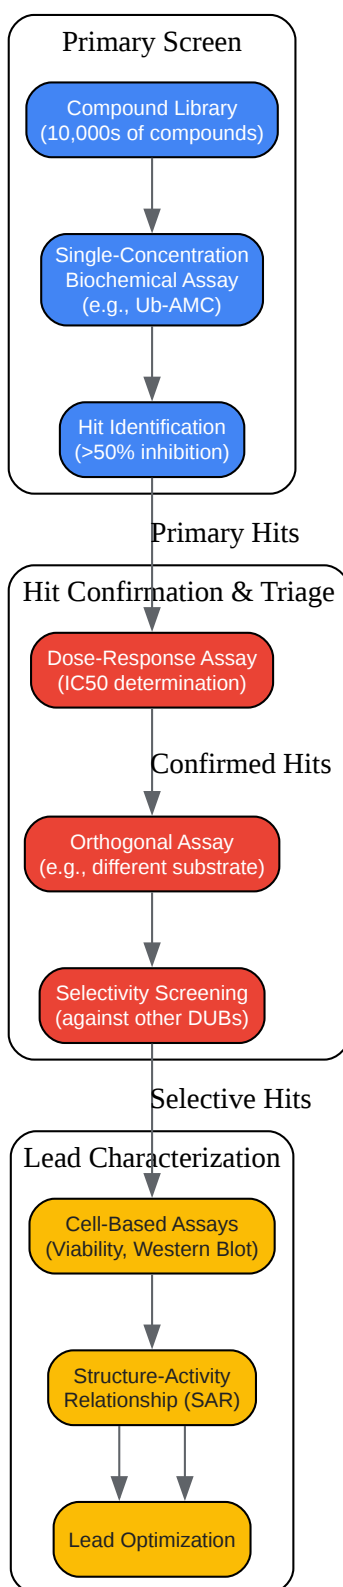 Primary Screen
Compound Library
(10,000s of compounds)
Single-Concentration
Biochemical Assay
(e.g., Ub-AMC)
Hit Identification
(>50% inhibition)
Primary Hits
Hit Confirmation & Triage
Dose-Response Assay
(IC50 determination)
Confirmed Hits
Orthogonal Assay
(e.g., different substrate)
Selectivity Screening
(against other DUBs)
Selective Hits
Lead Characterization
Cell-Based Assays
(Viability, Western Blot)
Structure-Activity
Relationship (SAR)
Lead Optimization